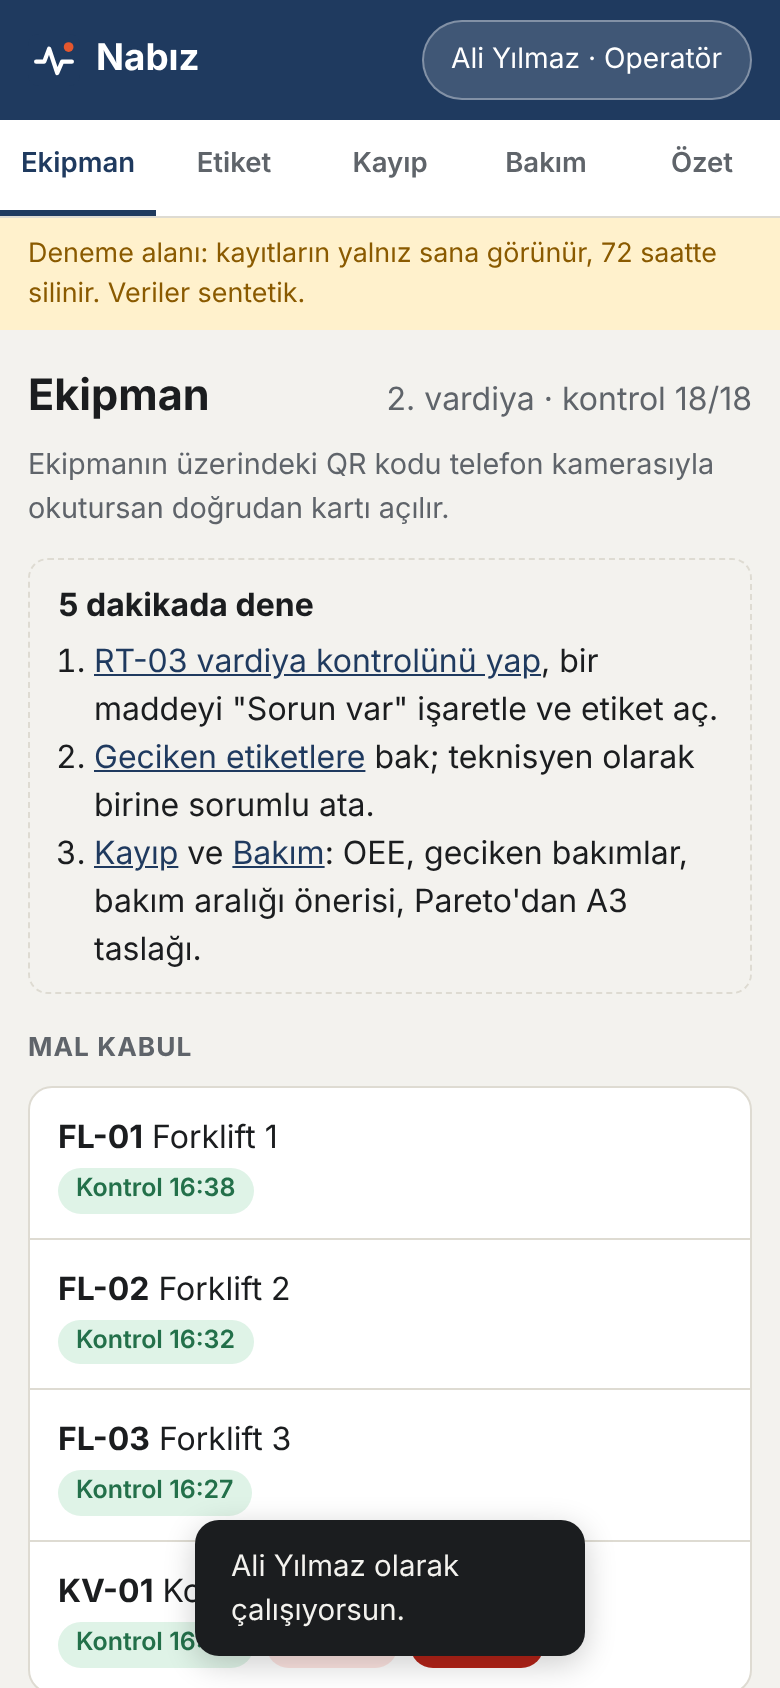 Nabız
Ali Yılmaz · Operatör
Ekipman
Etiket
Kayıp
Bakım
Özet
Deneme alanı: kayıtların yalnız sana görünür, 72 saatte
silinir. Veriler sentetik.
Ekipman
2. vardiya · kontrol 18/18
Ekipmanın üzerindeki QR kodu telefon kamerasıyla
okutursan doğrudan kartı açılır.
5 dakikada dene
1. RT-03 vardiya kontrolünü yap, bir
maddeyi "Sorun var" işaretle ve etiket aç.
2. Geciken etiketlere bak; teknisyen olarak
birine sorumlu ata.
3. Kayıp ve Bakım: OEE, geciken bakımlar,
bakım aralığı önerisi, Pareto'dan A3
taslağı.
MAL KABUL
FL-01 Forklift 1
Kontrol 16:38
FL-02 Forklift 2
Kontrol 16:32
FL-03 Forklift 3
Kontrol 16:27
KV-01
Kontrol
Ali Yılmaz olarak
çalışıyorsun.